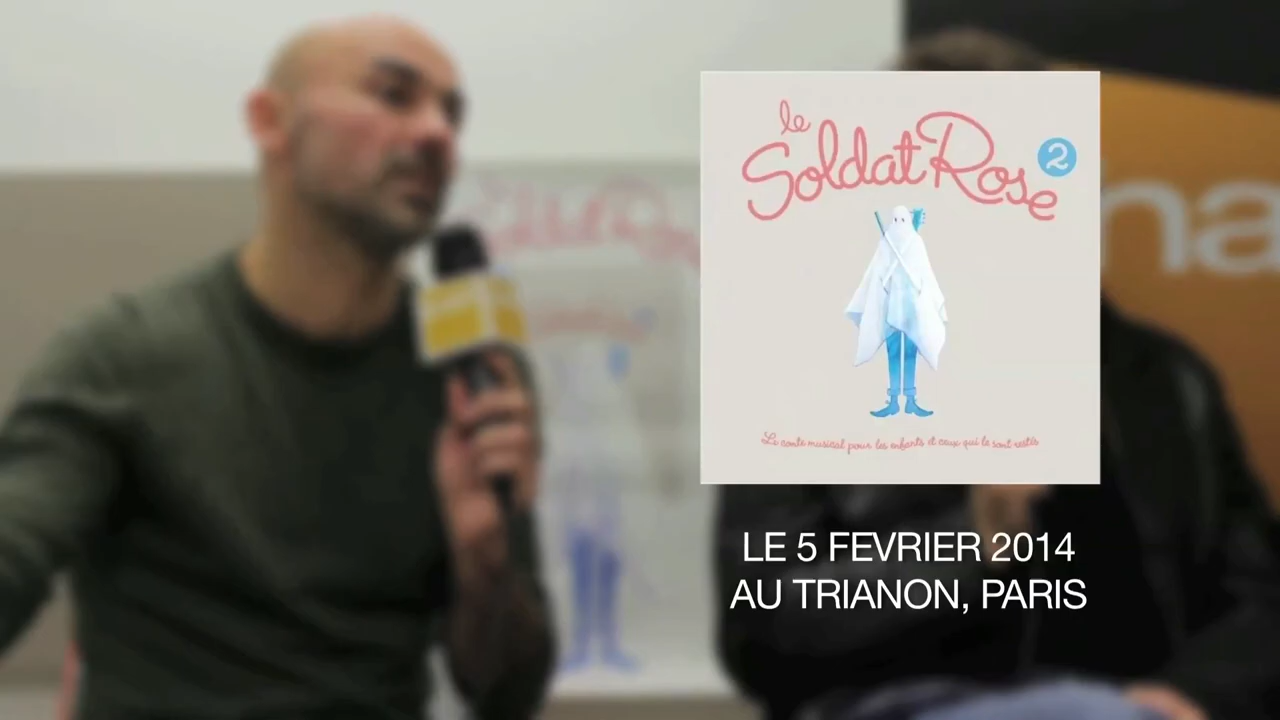 le
Soldat Rose 2
Le conte musical pour les enfants et ceux qui le sont restés
LE 5 FEVRIER 2014
AU TRIANON, PARIS
na